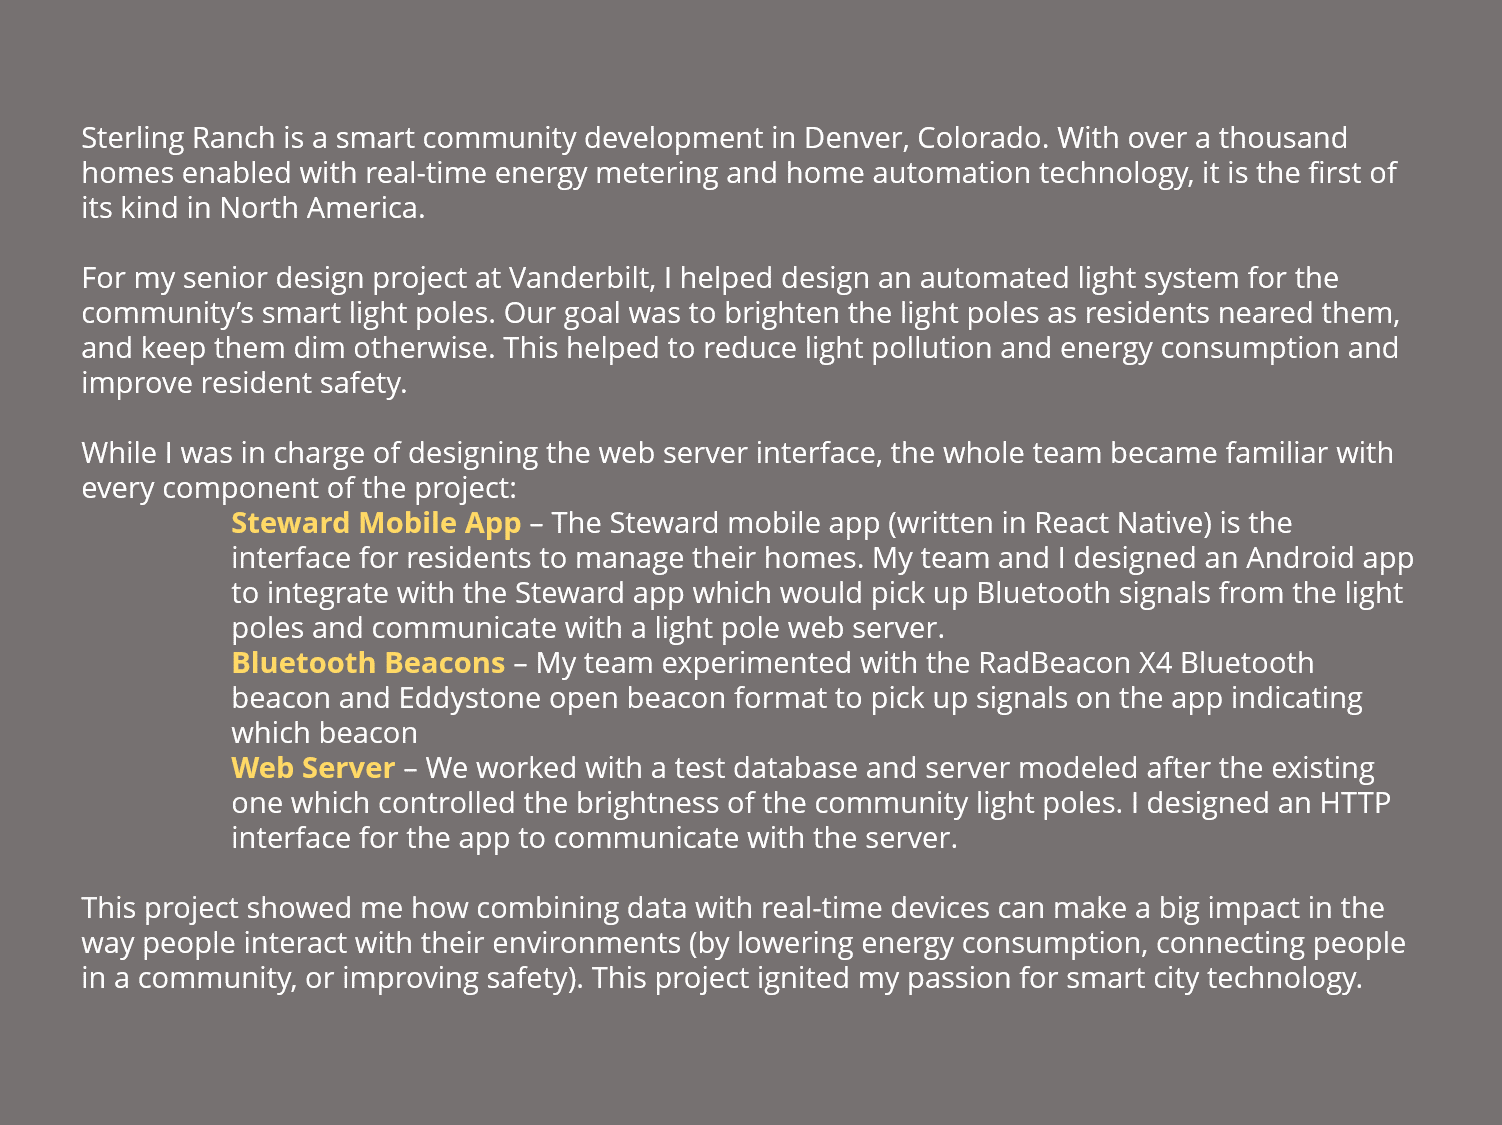 Sterling Ranch is a smart community development in Denver, Colorado. With over a thousand
homes enabled with real-time energy metering and home automation technology, it is the first of
its kind in North America.
For my senior design project at Vanderbilt, I helped design an automated light system for the
community’s smart light poles. Our goal was to brighten the light poles as residents neared them,
and keep them dim otherwise. This helped to reduce light pollution and energy consumption and
improve resident safety.
While I was in charge of designing the web server interface, the whole team became familiar with
every component of the project:
Steward Mobile App – The Steward mobile app (written in React Native) is the
interface for residents to manage their homes. My team and I designed an Android app
to integrate with the Steward app which would pick up Bluetooth signals from the light
poles and communicate with a light pole web server.
Bluetooth Beacons – My team experimented with the RadBeacon X4 Bluetooth
beacon and Eddystone open beacon format to pick up signals on the app indicating
which beacon
Web Server – We worked with a test database and server modeled after the existing
one which controlled the brightness of the community light poles. I designed an HTTP
interface for the app to communicate with the server.
This project showed me how combining data with real-time devices can make a big impact in the
way people interact with their environments (by lowering energy consumption, connecting people
in a community, or improving safety). This project ignited my passion for smart city technology.